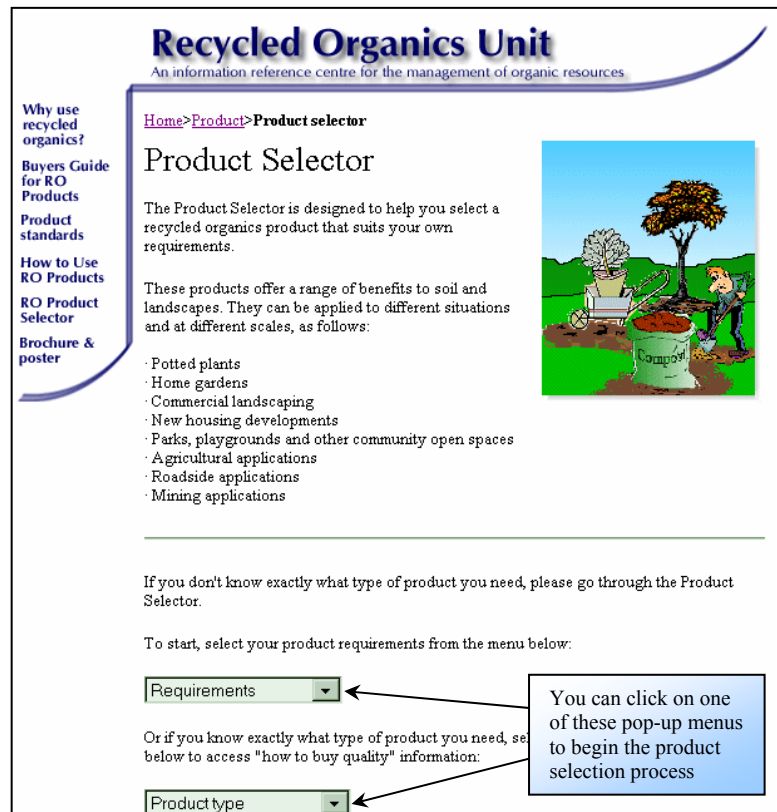 Recycled Organics Unit
An information reference centre for the management of organic resources
Why use
recycled
organics?
Buyers Guide
for RO
Products
Product
standards
How to Use
RO Products
RO Product
Selector
Brochure &
poster
Home>Product>Product selector
Product Selector
The Product Selector is designed to help you select a
recycled organics product that suits your own
requirements.
These products offer a range of benefits to soil and
landscapes. They can be applied to different situations
and at different scales, as follows:
· Potted plants
· Home gardens
· Commercial landscaping
· New housing developments
· Parks, playgrounds and other community open spaces
· Agricultural applications
· Roadside applications
· Mining applications
Compost
If you don't know exactly what type of product you need, please go through the Product
Selector.
To start, select your product requirements from the menu below:
Requirements
Or if you know exactly what type of product you need,
below to access "how to buy quality" information:
Product type
You can click on one
of these pop-up menus
to begin the product
selection process